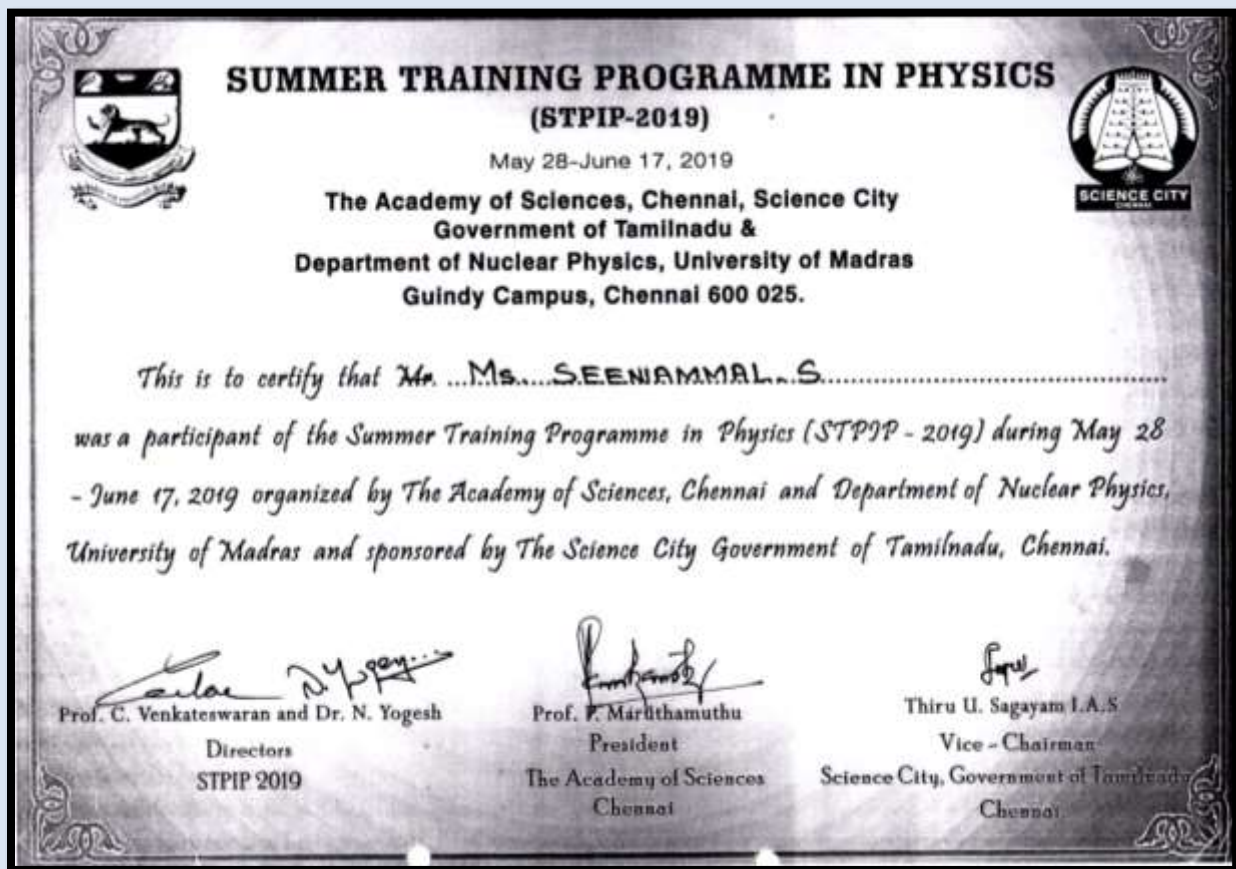 SUMMER TRAINING PROGRAMME IN PHYSICS
(STPIP-2019)
May 28-June 17, 2019
The Academy of Sciences, Chennai, Science City
Government of Tamilnadu &
Department of Nuclear Physics, University of Madras
Guindy Campus, Chennai 600 025.
SCIENCE CITY
CHENNAI
This is to certify that Mr. ...Ms....SEENIAMMAL..S...
was a participant of the Summer Training Programme in Physics (STPIP - 2019) during May 28
- June 17, 2019 organized by The Academy of Sciences, Chennai and Department of Nuclear Physics,
University of Madras and sponsored by The Science City Government of Tamilnadu, Chennai.
N. Yogesh
Prof. C. Venkateswaran and Dr. N. Yogesh
Directors
STPIP 2019
Prof. P. Maruthamuthu
President
The Academy of Sciences
Chennai
Thiru U. Sagayam I.A.S
Vice - Chairman
Science City, Government of Tamilnadu
Chennai.